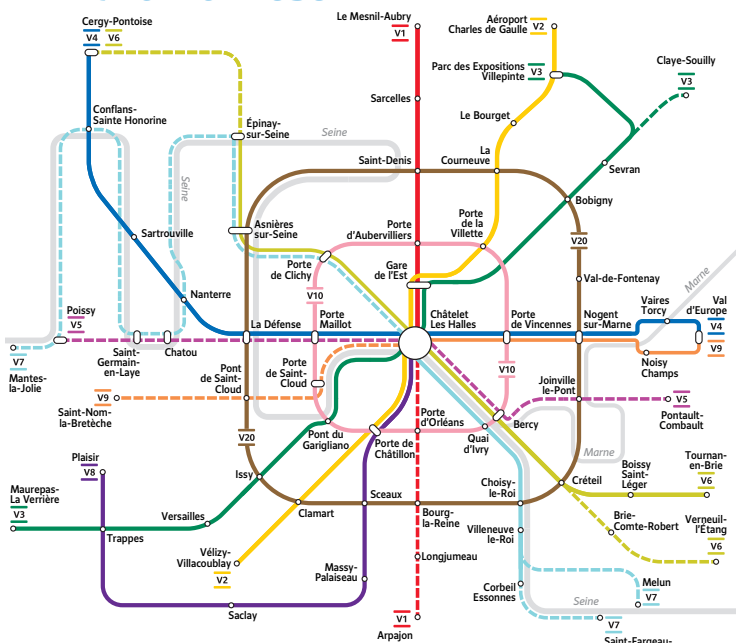 Cergy-Pontoise
V4 V6
Le Mesnil-Aubry
V1
Aéroport
Charles de Gaulle
V2
Parc des Expositions
Villepinte
V3
Claye-Souilly
V3
Sarcelles
Conflans-
Sainte Honorine
Le Bourget
Épinay-
sur-Seine
Seine
Seine
Saint-Denis
La
Courneuve
Sevran
Bobigny
Asnières
sur-Seine
Porte
d'Aubervilliers
Porte
de la
Villette
V20
Sartrouville
Porte
de Clichy
Gare
de l'Est
Val-de-Fontenay
Marne
Nanterre
V10
Poissy
V5
La Défense
Porte
Maillot
Châtelet
Les Halles
Porte
de Vincennes
Nogent
sur-Marne
Vaires
Torcy
Val
d'Europe
V4
V9
V7
Mantes-
la-Jolie
Saint-
Germain-
en-Laye
Chatou
Pont
de Saint-
Cloud
Porte
de Saint-
Cloud
V10
Noisy
Champs
V9
Saint-Nom-
la-Bretèche
Joinville
le-Pont
V5
Pontault-
Combault
V20
Pont du
Garigliano
Porte de
Châtillon
Porte
d'Orléans
Quai
d'Ivry
Bercy
Marne
Plaisir
V8
Issy
Créteil
Boissy
Saint-
Léger
Tournan-
en-Brie
V6
Maurepas-
La Verrière
V3
Trappes
Versailles
Clamart
Sceaux
Bourg-
la-Reine
Choisy-
le-Roi
Villeneuve
le-Roi
Brie-
Comte-Robert
Verneuil-
l'Étang
V6
Vélizy-
Villacoublay
V2
Massy-
Palaiseau
Longjumeau
Corbeil
Essonnes
Melun
V7
Seine
Saclay
V1
Arpajon
V7
Saint-Fargeau-